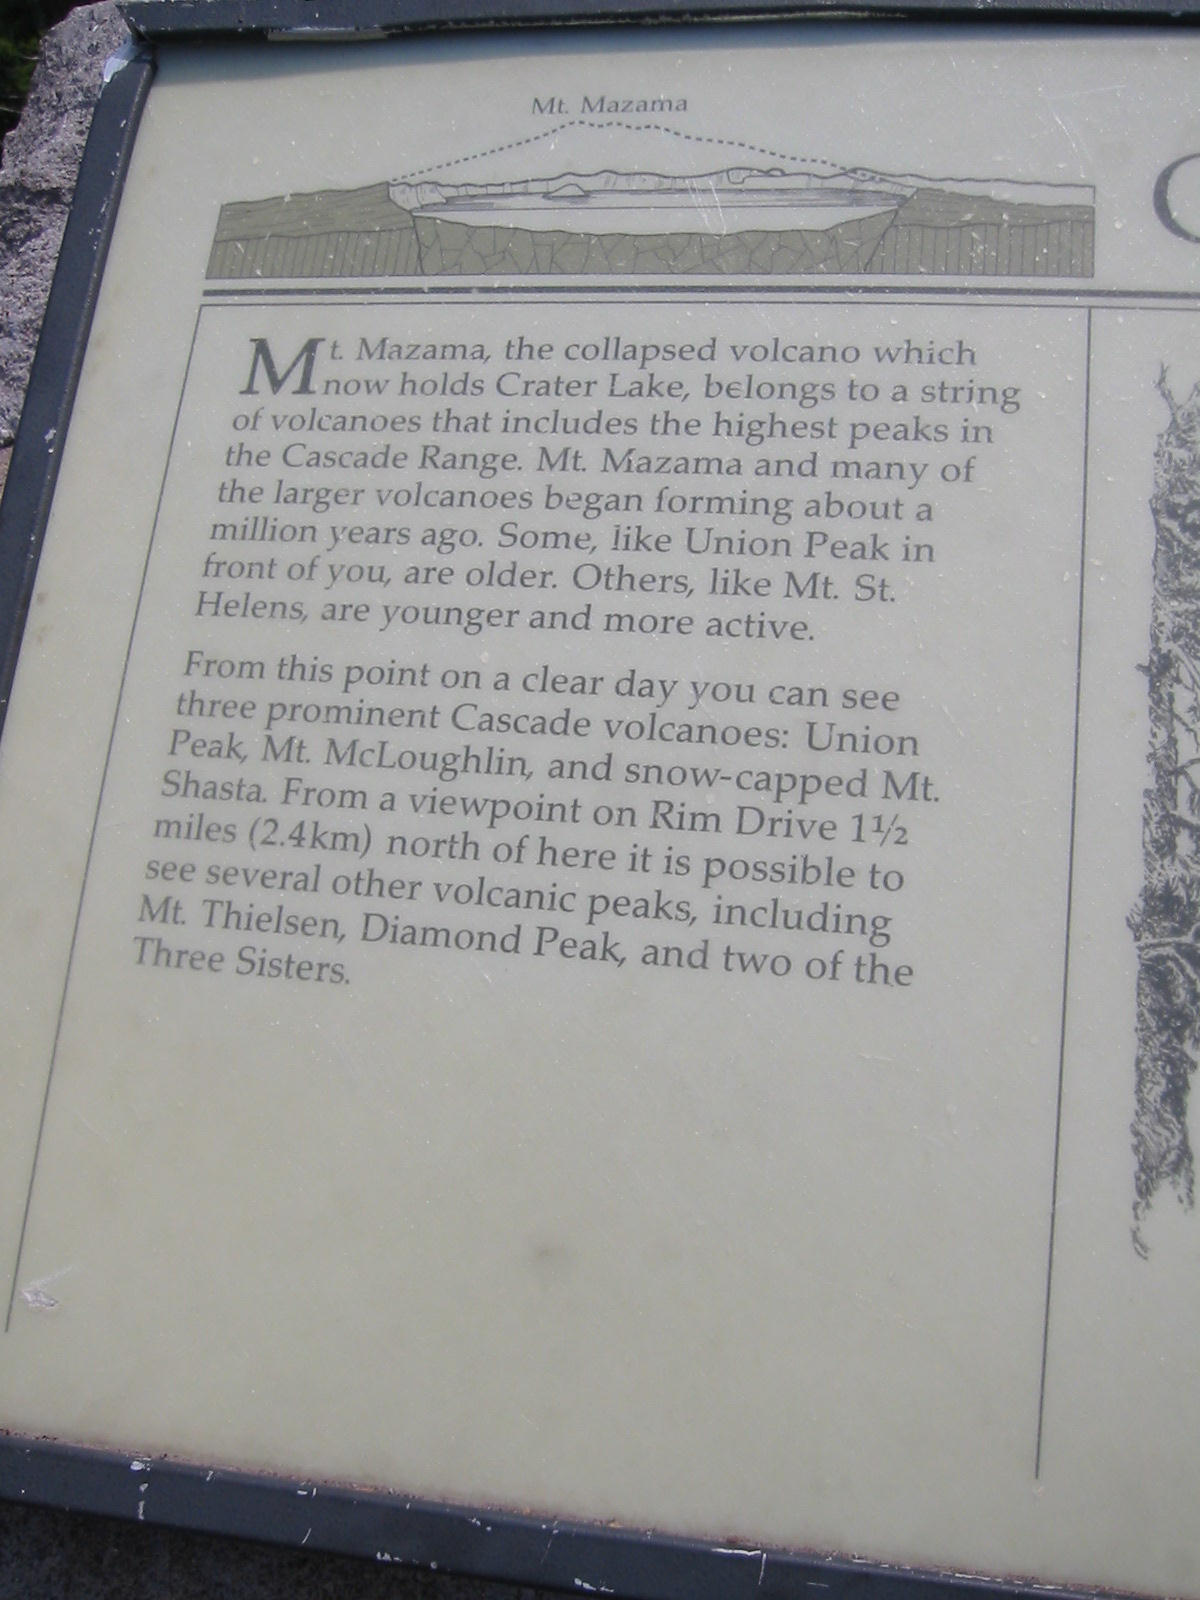 Mt. Mazama
Mt. Mazama, the collapsed volcano which
now holds Crater Lake, belongs to a string
of volcanoes that includes the highest peaks in
the Cascade Range. Mt. Mazama and many of
the larger volcanoes began forming about a
million years ago. Some, like Union Peak in
front of you, are older. Others, like Mt. St.
Helens, are younger and more active.
From this point on a clear day you can see
three prominent Cascade volcanoes: Union
Peak, Mt. McLoughlin, and snow-capped Mt.
Shasta. From a viewpoint on Rim Drive 1½
miles (2.4km) north of here it is possible to
see several other volcanic peaks, including
Mt. Thielsen, Diamond Peak, and two of the
Three Sisters.